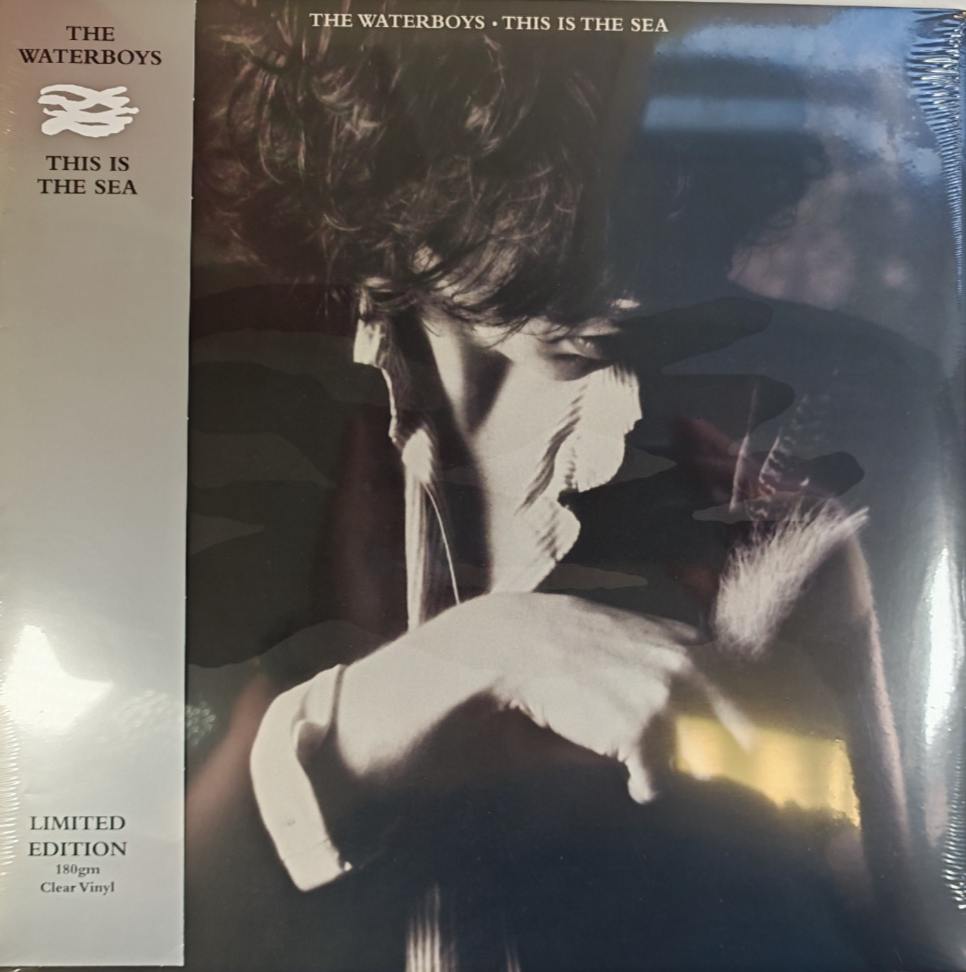 THE
WATERBOYS
THIS IS
THE SEA
LIMITED
EDITION
180gm
Clear Vinyl
THE WATERBOYS · THIS IS THE SEA